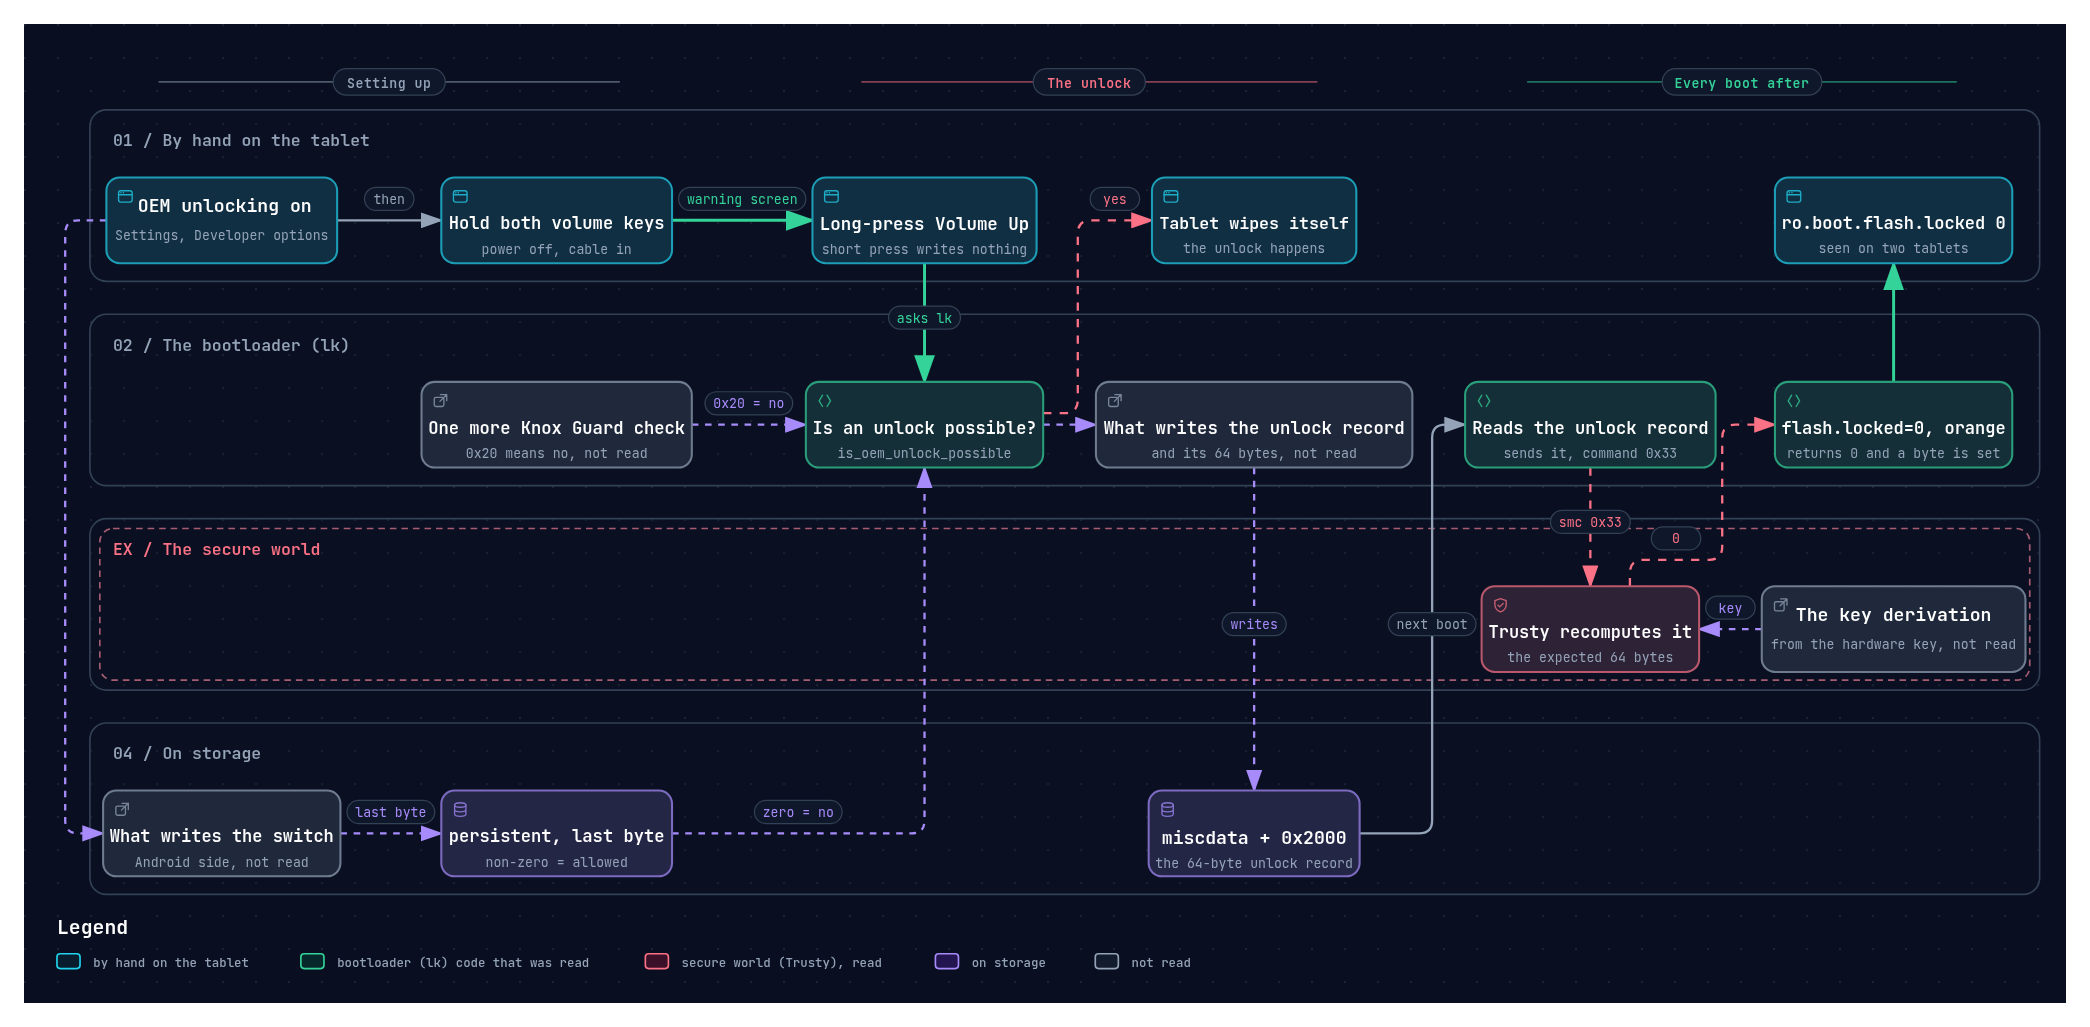 Setting up
The unlock
Every boot after
01 / By hand on the tablet
OEM unlocking on
Settings, Developer options
then
Hold both volume keys
power off, cable in
warning screen
Long-press Volume Up
short press writes nothing
yes
Tablet wipes itself
the unlock happens
ro.boot.flash.locked 0
seen on two tablets
asks lk
02 / The bootloader (lk)
One more Knox Guard check
0x20 means no, not read
0x20 = no
Is an unlock possible?
is_oem_unlock_possible
What writes the unlock record
and its 64 bytes, not read
Reads the unlock record
sends it, command 0x33
flash.locked=0, orange
returns 0 and a byte is set
smc 0x33
0
EX / The secure world
writes
next boot
Trusty recomputes it
the expected 64 bytes
key
The key derivation
from the hardware key, not read
04 / On storage
What writes the switch
Android side, not read
last byte
persistent, last byte
non-zero = allowed
zero = no
miscdata + 0x2000
the 64-byte unlock record
Legend
by hand on the tablet
bootloader (lk) code that was read
secure world (Trusty), read
on storage
not read